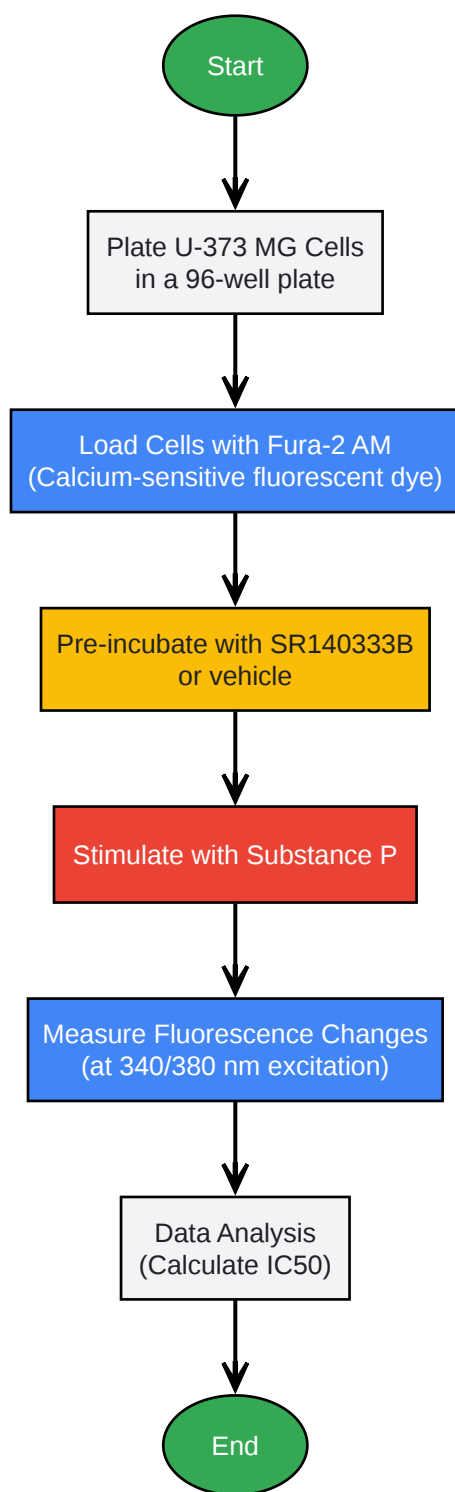 Start
Plate U-373 MG Cells
in a 96-well plate
Load Cells with Fura-2 AM
(Calcium-sensitive fluorescent dye)
Pre-incubate with SR140333B
or vehicle
Stimulate with Substance P
Measure Fluorescence Changes
(at 340/380 nm excitation)
Data Analysis
(Calculate IC50)
End